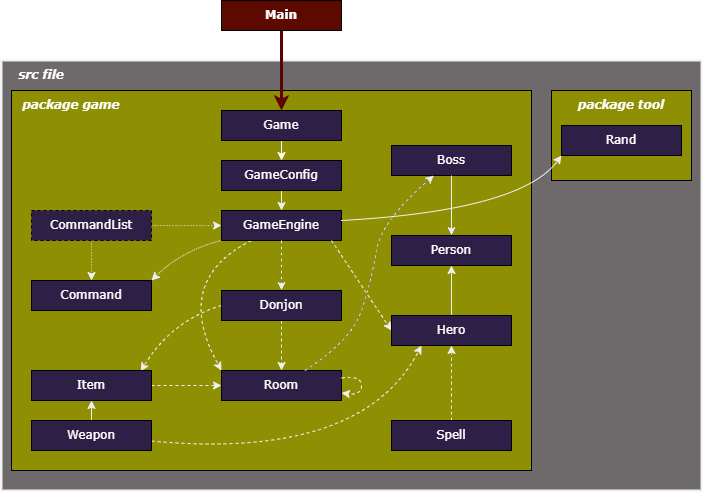 Main
src file
package game
package tool
Game
Rand
Boss
GameConfig
CommandList
GameEngine
Person
Command
Donjon
Hero
Item
Room
Weapon
Spell